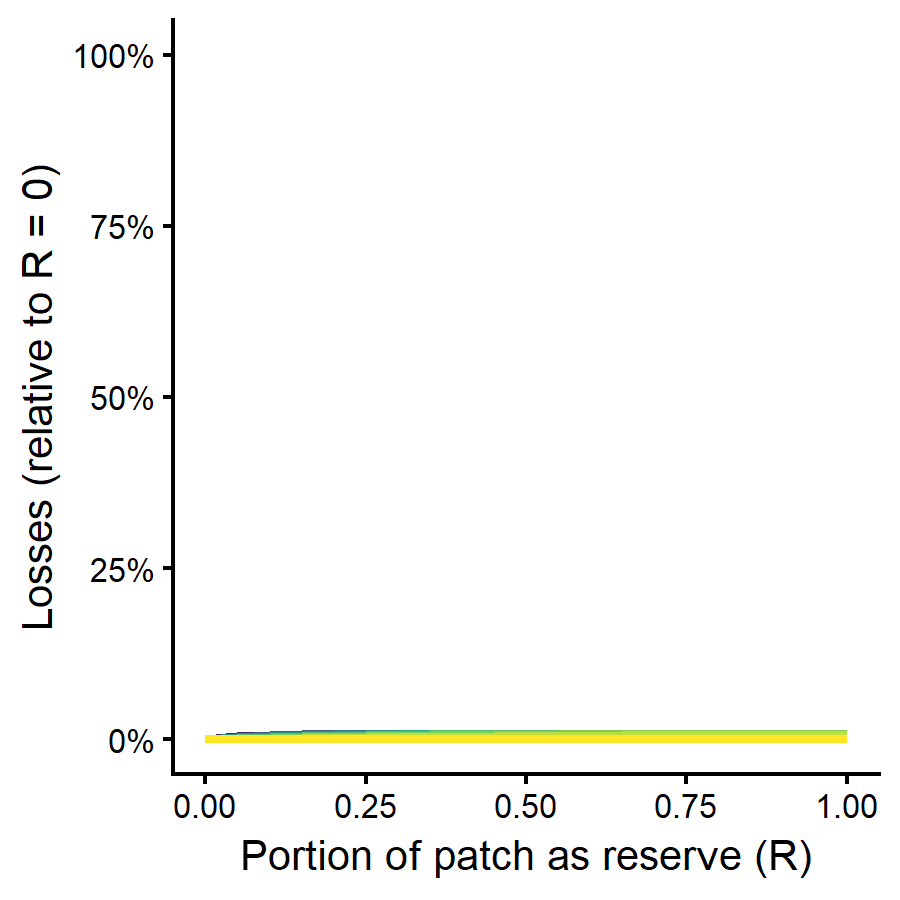 Losses (relative to R = 0)
100%
75%
50%
25%
0%
0.00 0.25 0.50 0.75 1.00
Portion of patch as reserve (R)